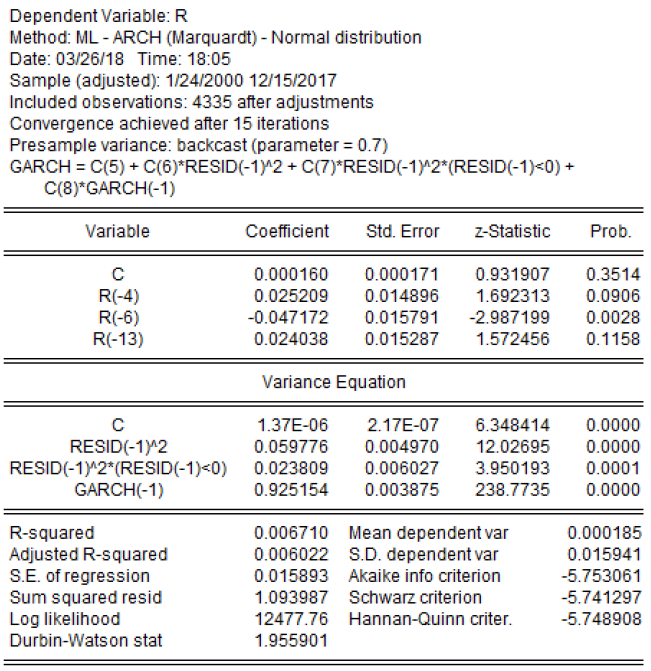 Dependent Variable: R
Method: ML - ARCH (Marquardt) - Normal distribution
Date: 03/26/18 Time: 18:05
Sample (adjusted): 1/24/2000 12/15/2017
Included observations: 4335 after adjustments
Convergence achieved after 15 iterations
Presample variance: backcast (parameter = 0.7)
GARCH = C(5) + C(6)*RESID(-1)^2 + C(7)*RESID(-1)^2*(RESID(-1)<0) +
C(8)*GARCH(-1)
Variable Coefficient Std. Error z-Statistic Prob.
C 0.000160 0.000171 0.931907 0.3514
R(-4) 0.025209 0.014896 1.692313 0.0906
R(-6) -0.047172 0.015791 -2.987199 0.0028
R(-13) 0.024038 0.015287 1.572456 0.1158
Variance Equation
C 1.37E-06 2.17E-07 6.348414 0.0000
RESID(-1)^2 0.059776 0.004970 12.02695 0.0000
RESID(-1)^2*(RESID(-1)<0) 0.023809 0.006027 3.950193 0.0001
GARCH(-1) 0.925154 0.003875 238.7735 0.0000
R-squared 0.006710 Mean dependent var 0.000185
Adjusted R-squared 0.006022 S.D. dependent var 0.015941
S.E. of regression 0.015893 Akaike info criterion -5.753061
Sum squared resid 1.093987 Schwarz criterion -5.741297
Log likelihood 12477.76 Hannan-Quinn criter. -5.748908
Durbin-Watson stat 1.955901